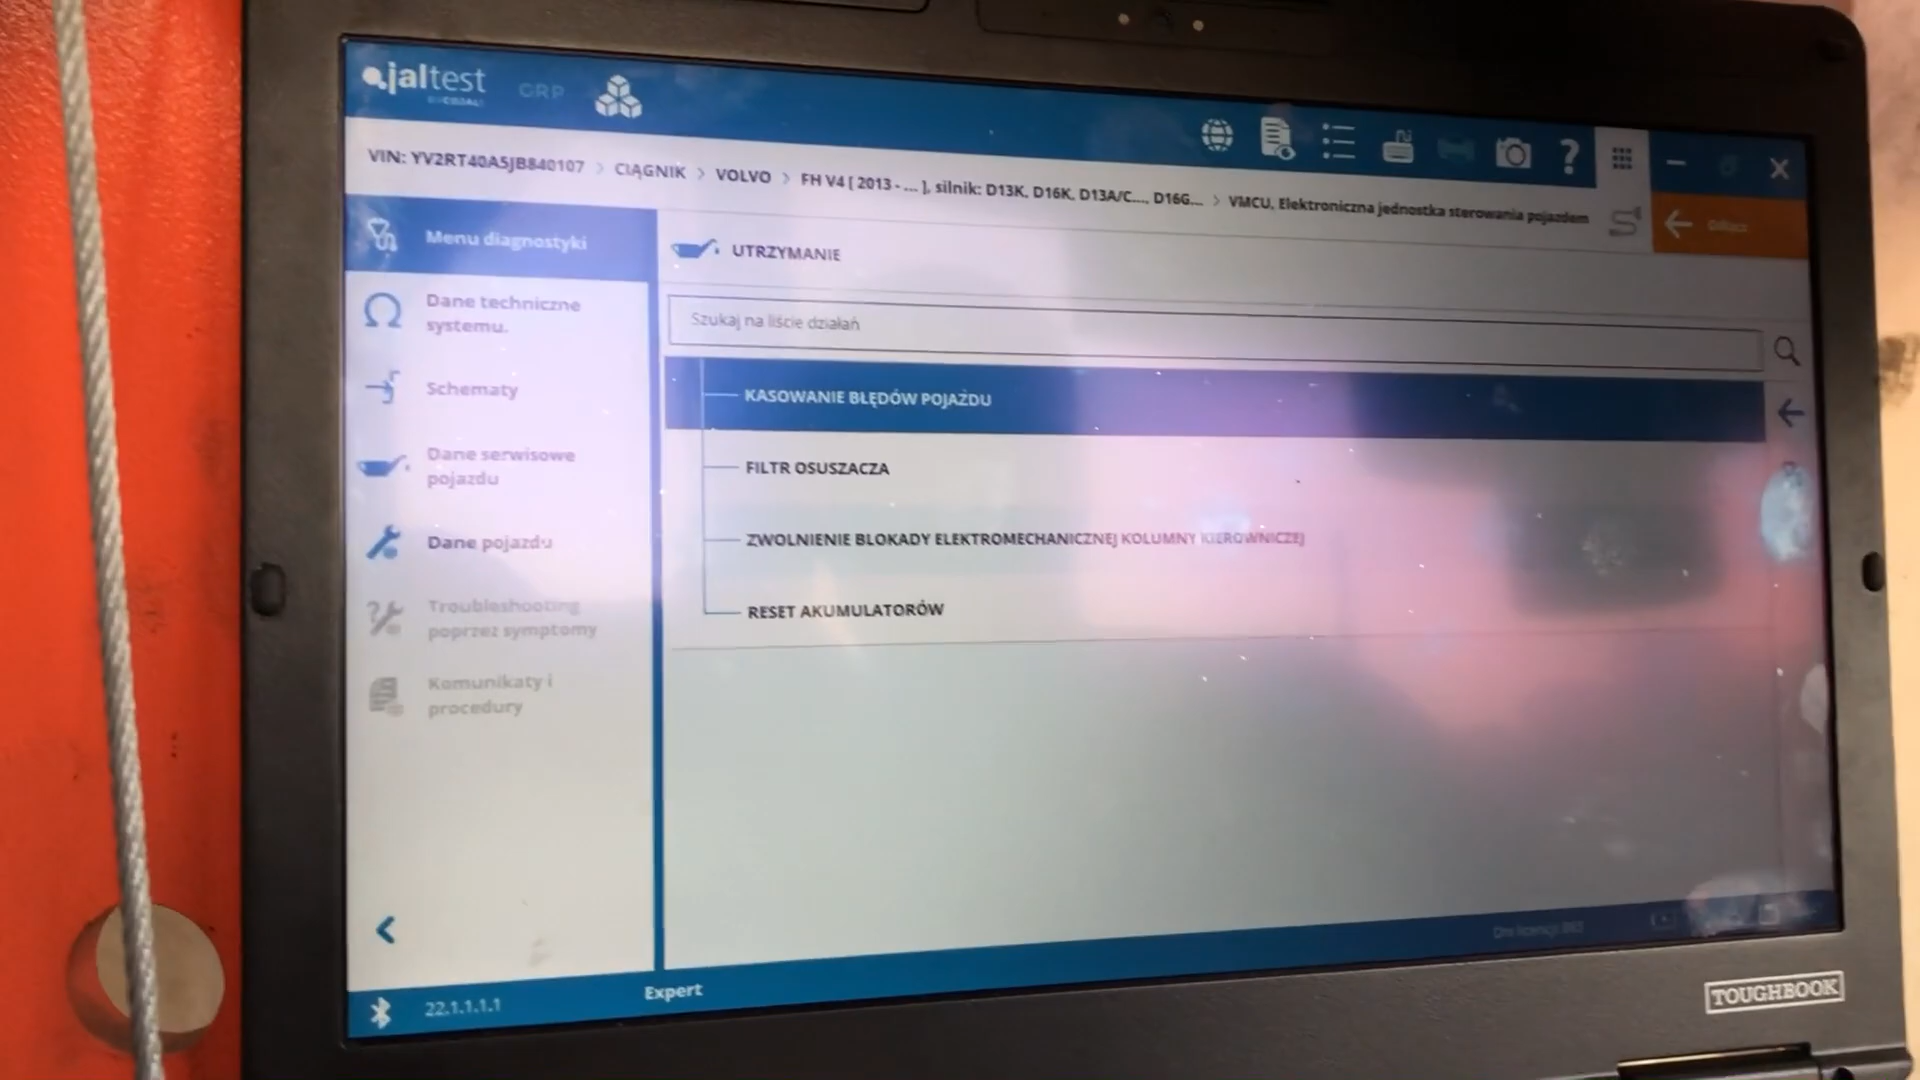 jaltest
BY COJALI
GRP
VIN: YV2RT40A5JB840107 > CIĄGNIK > VOLVO > FH V4 [ 2013 - ... ], silnik: D13K, D16K, D13A/C..., D16G... > VMCU, Elektroniczna jednostka sterowania pojazdem
Menu diagnostyki
Dane techniczne
systemu.
Schematy
Dane serwisowe
pojazdu
Dane pojazdu
Troubleshooting
poprzez symptomy
Komunikaty i
procedury
UTRZYMANIE
Szukaj na liście działań
KASOWANIE BŁĘDÓW POJAZDU
FILTR OSUSZACZA
ZWOLNIENIE BLOKADY ELEKTROMECHANICZNEJ KOLUMNY KIEROWNICZEJ
RESET AKUMULATORÓW
22.1.1.1.1
Expert
TOUGHBOOK